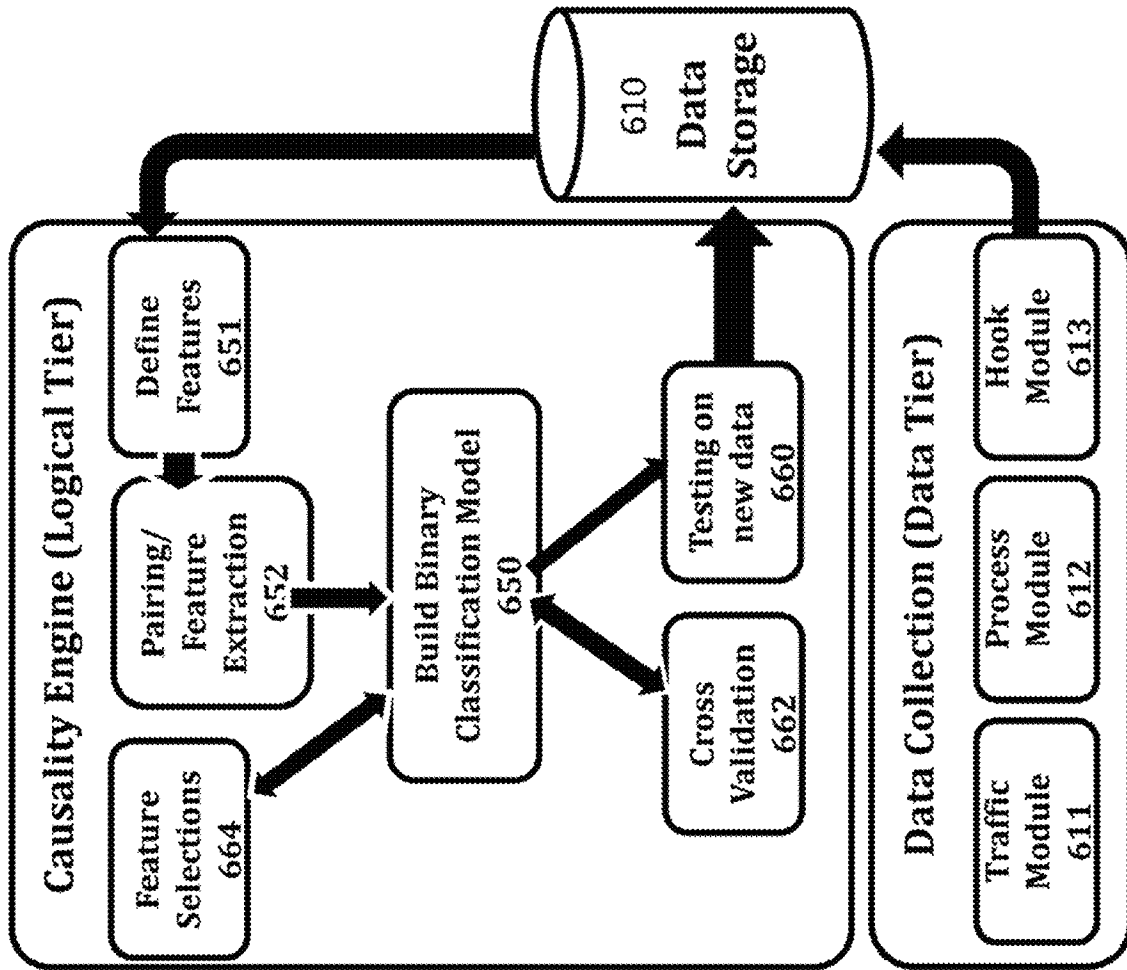 Causality Engine (Logical Tier)
Feature
Selections
664
Pairing/
Feature
Extraction
652
Define
Features
651
Build Binary
Classification Model
650
Cross
Validation
662
Testing on
new data
660
610
Data
Storage
Data Collection (Data Tier)
Traffic
Module
611
Process
Module
612
Hook
Module
613